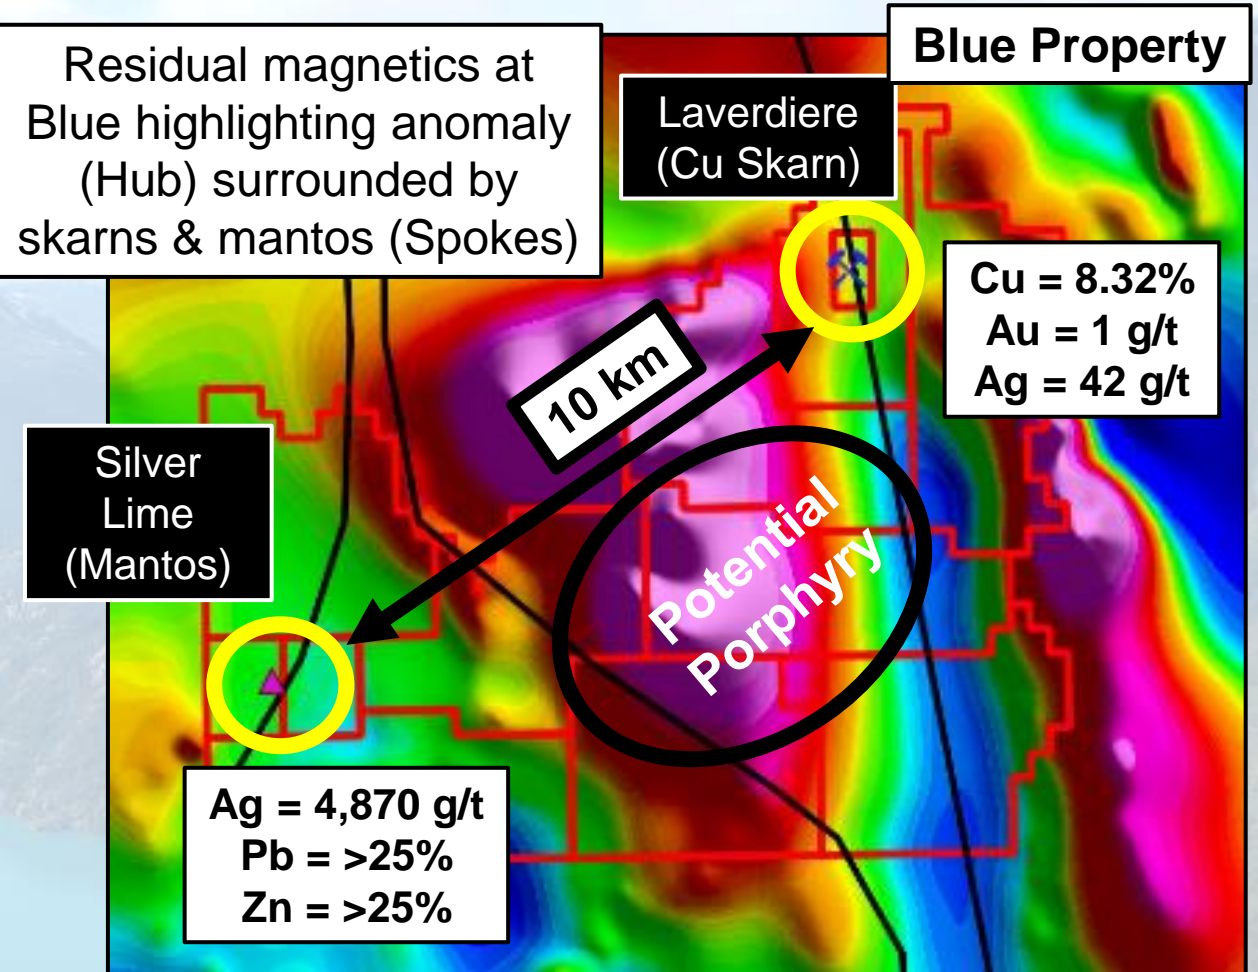 Blue Property
Residual magnetics at
Blue highlighting anomaly
(Hub) surrounded by
skarns & mantos (Spokes)
Laverdiere
(Cu Skarn)
Cu = 8.32%
Au = 1 g/t
Ag = 42 g/t
10 km
Silver
Lime
(Mantos)
Potential
Porphyry
Ag = 4,870 g/t
Pb = >25%
Zn = >25%